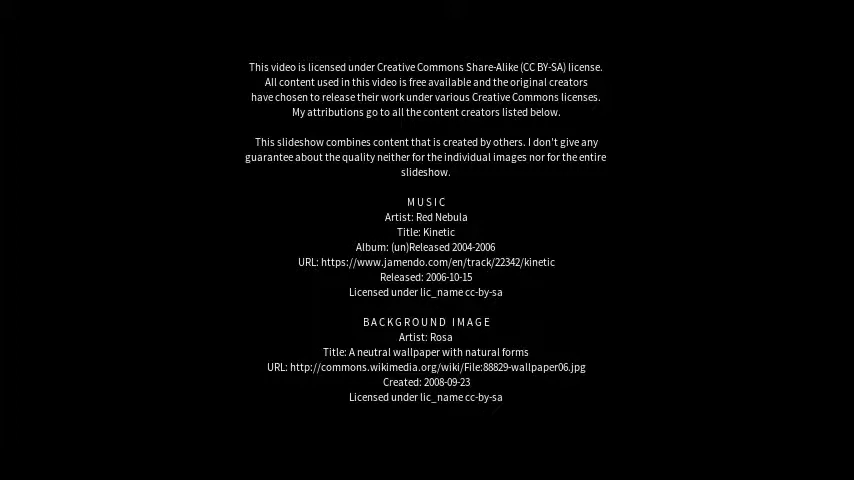 This video is licensed under Creative Commons Share-Alike (CC BY-SA) license.
All content used in this video is free available and the original creators
have chosen to release their work under various Creative Commons licenses.
My attributions go to all the content creators listed below.
This slideshow combines content that is created by others. I don't give any
guarantee about the quality neither for the individual images nor for the entire
slideshow.
MUSIC
Artist: Red Nebula
Title: Kinetic
Album: (un)Released 2004-2006
URL: https://www.jamendo.com/en/track/22342/kinetic
Released: 2006-10-15
Licensed under lic_name cc-by-sa
BACKGROUND IMAGE
Artist: Rosa
Title: A neutral wallpaper with natural forms
URL: http://commons.wikimedia.org/wiki/File:88829-wallpaper06.jpg
Created: 2008-09-23
Licensed under lic_name cc-by-sa